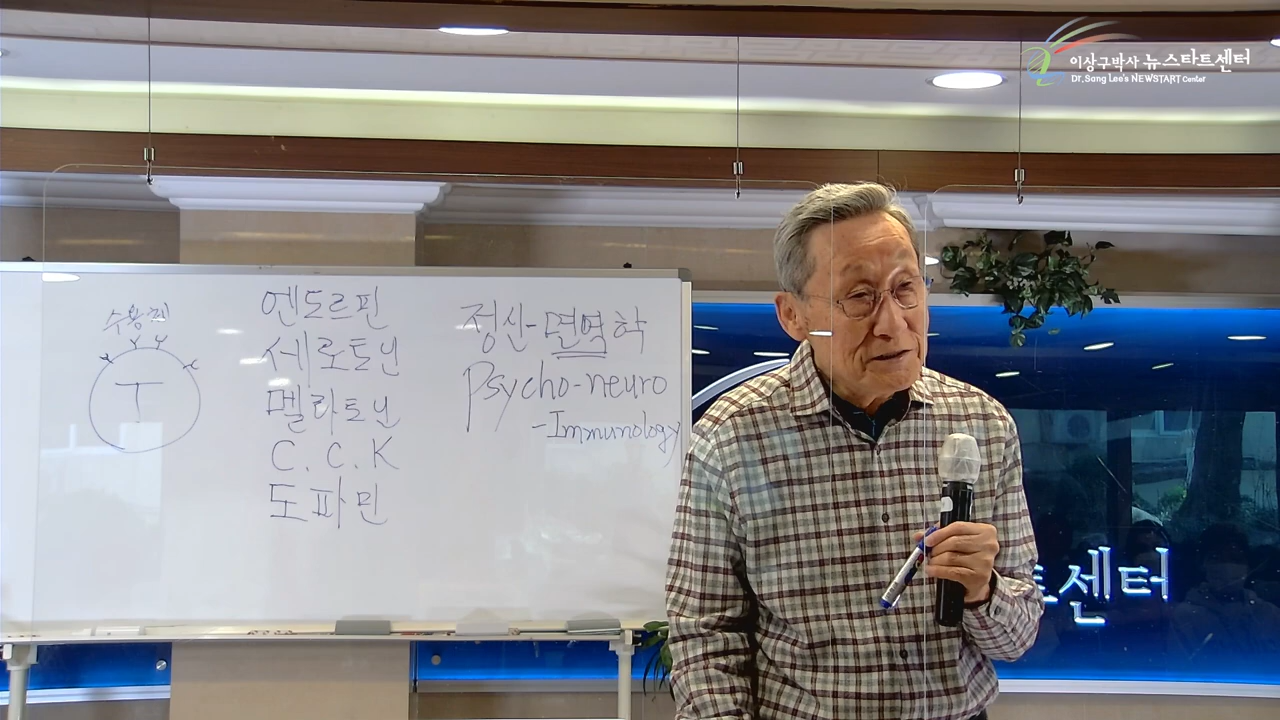 이상구박사 뉴스타트센터
Dr. Sang Lee's NEWSTART Center
수용체
T
엔도르핀
세로토닌
멜라토닌
C.C.K
도파민
정신-면역학
Psycho-neuro
-Immunology
트센터